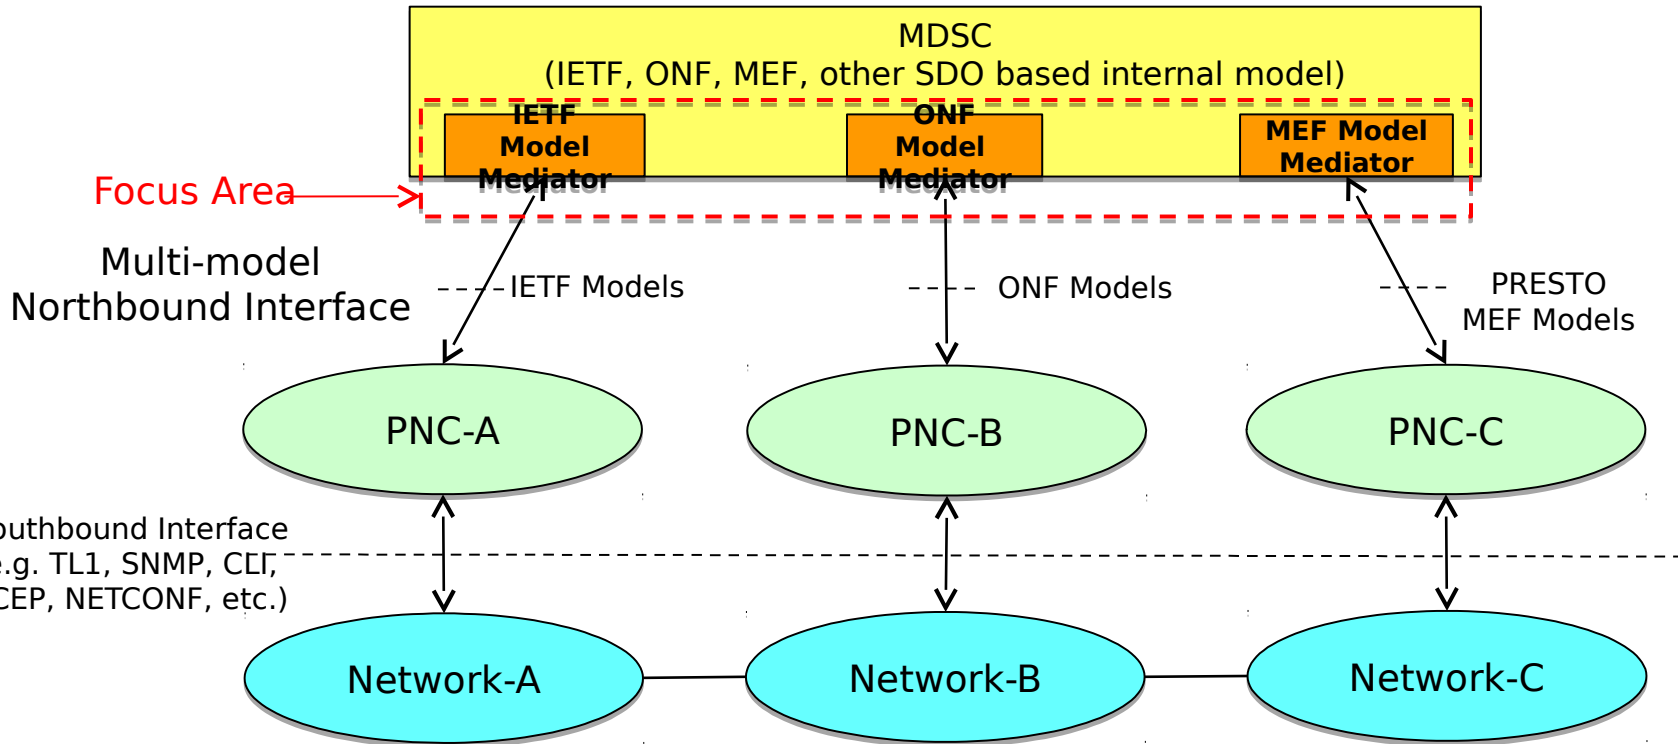 MDSC
(IETF, ONF, MEF, other SDO based internal model)
IETF
Model
Mediator
ONF
Model
Mediator
MEF Model
Mediator
Focus Area
Multi-model
Northbound Interface
IETF Models
ONF Models
PRESTO
MEF Models
PNC-A
PNC-B
PNC-C
outhbound Interface
e.g. TL1, SNMP, CLI,
CEP, NETCONF, etc.)
Network-A
Network-B
Network-C